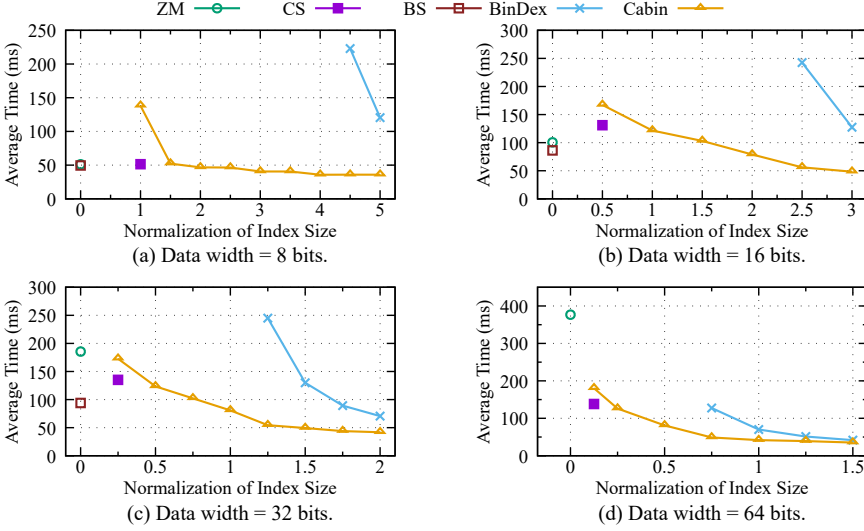 ZM CS BS BinDex Cabin
250
200
150
100
50
0
Average Time (ms)
0 1 2 3 4 5
Normalization of Index Size
(a) Data width = 8 bits.
300
250
200
150
100
50
0
Average Time (ms)
0 0.5 1 1.5 2 2.5 3
Normalization of Index Size
(b) Data width = 16 bits.
300
250
200
150
100
50
0
Average Time (ms)
0 0.5 1 1.5 2
Normalization of Index Size
(c) Data width = 32 bits.
400
300
200
100
0
Average Time (ms)
0 0.5 1 1.5
Normalization of Index Size
(d) Data width = 64 bits.